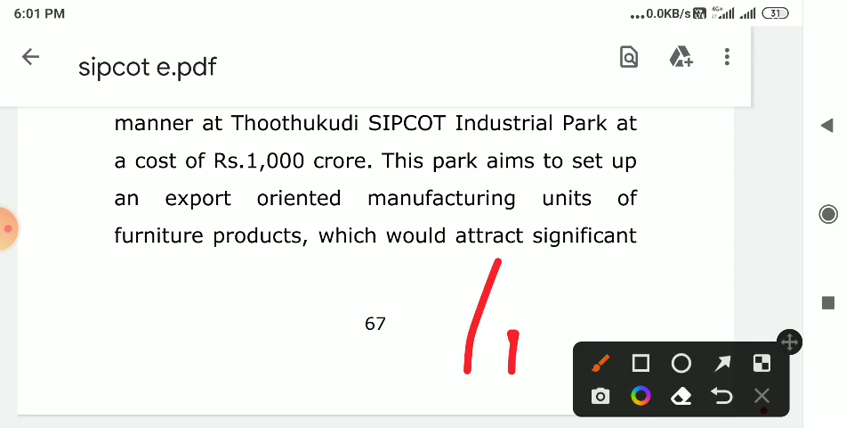 6:01 PM
...0.0KB/s 4G+ 31
sipcot e.pdf
manner at Thoothukudi SIPCOT Industrial Park at
a cost of Rs.1,000 crore. This park aims to set up
an export oriented manufacturing units of
furniture products, which would attract significant
67